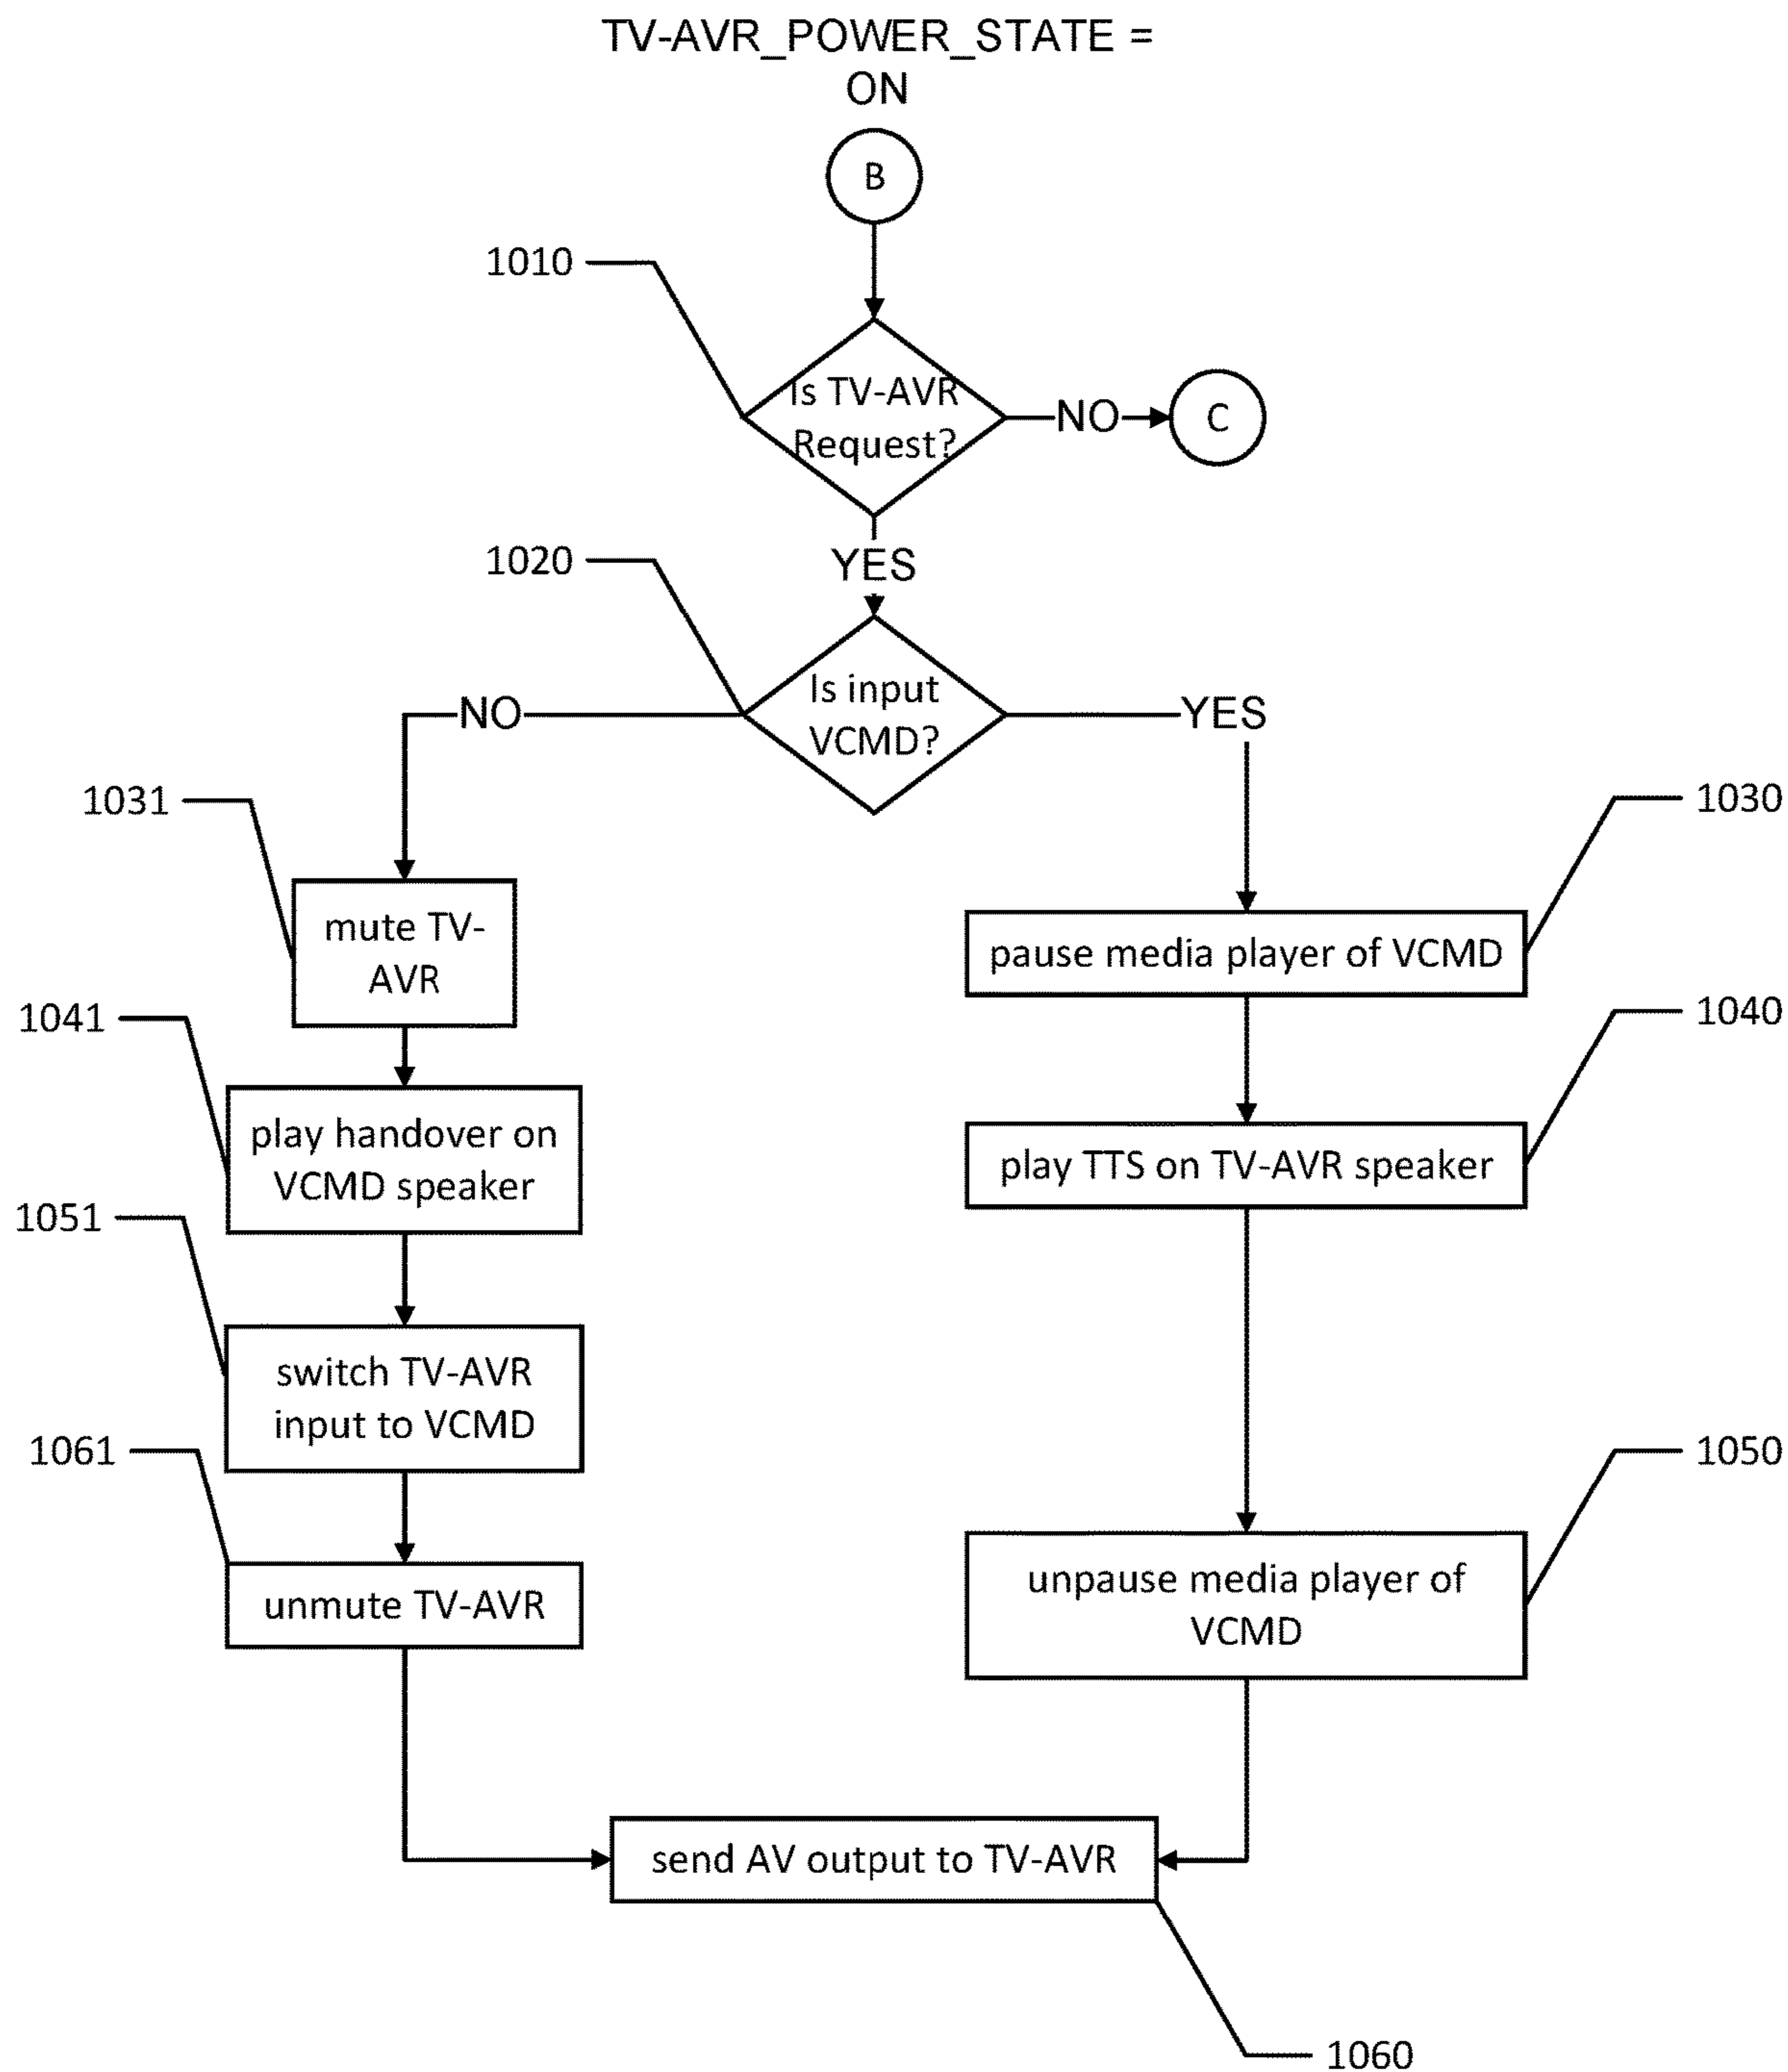 TV-AVR_POWER_STATE =
ON
B
1010
Is TV-AVR
Request?
NO
C
1020
YES
Is input
VCMD?
NO
YES
1031
1030
mute TV-
AVR
pause media player of VCMD
1041
1040
play handover on
VCMD speaker
play TTS on TV-AVR speaker
1051
switch TV-AVR
input to VCMD
1061
1050
unmute TV-AVR
unpause media player of
VCMD
send AV output to TV-AVR
1060